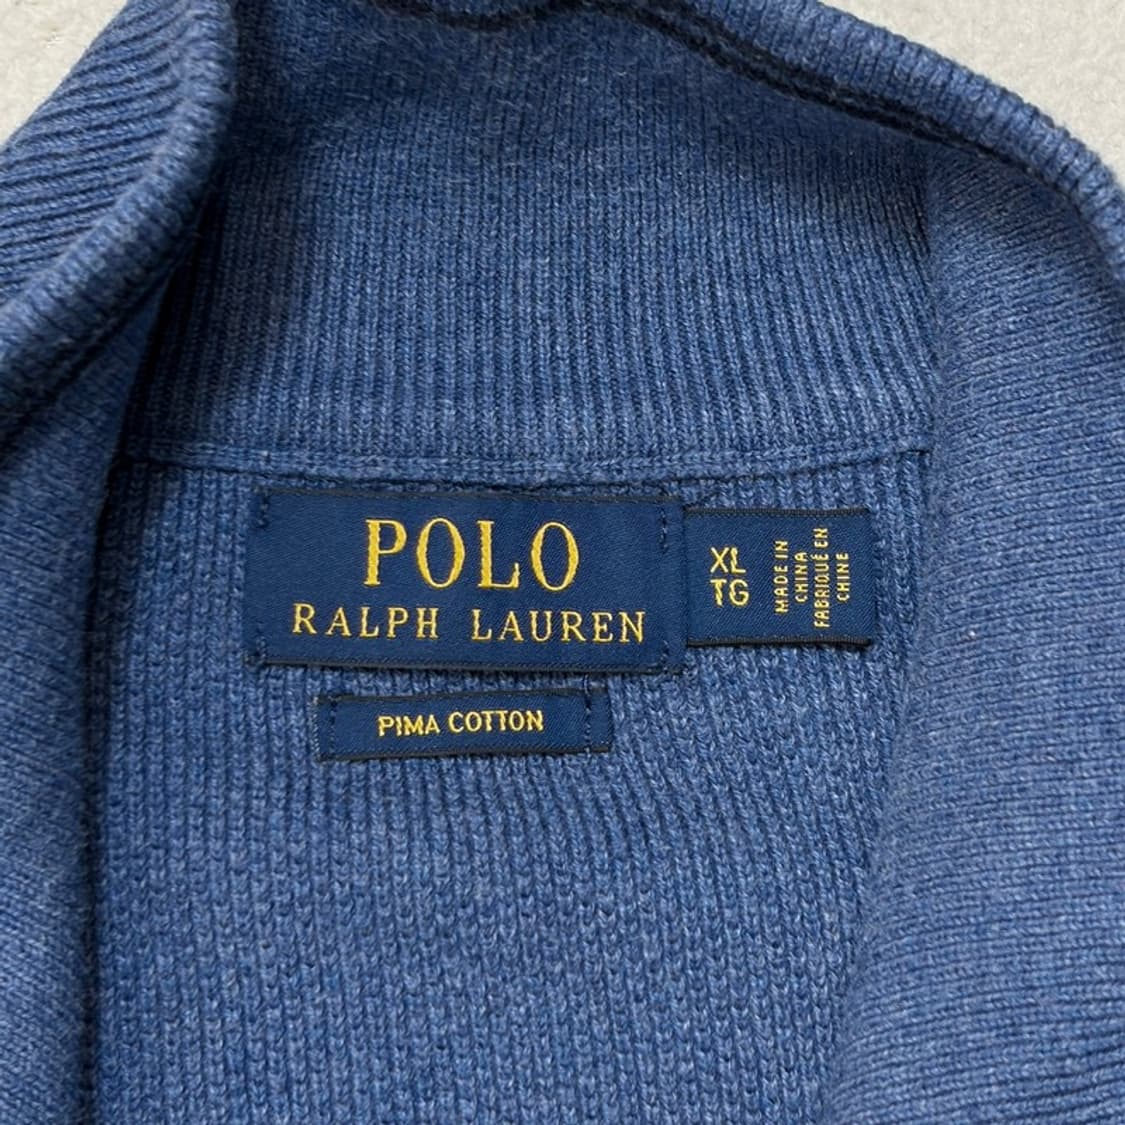 POLO
RALPH LAUREN
XL
TG
MADE IN
CHINA
FABRIQUÉ EN
CHINE
PIMA COTTON